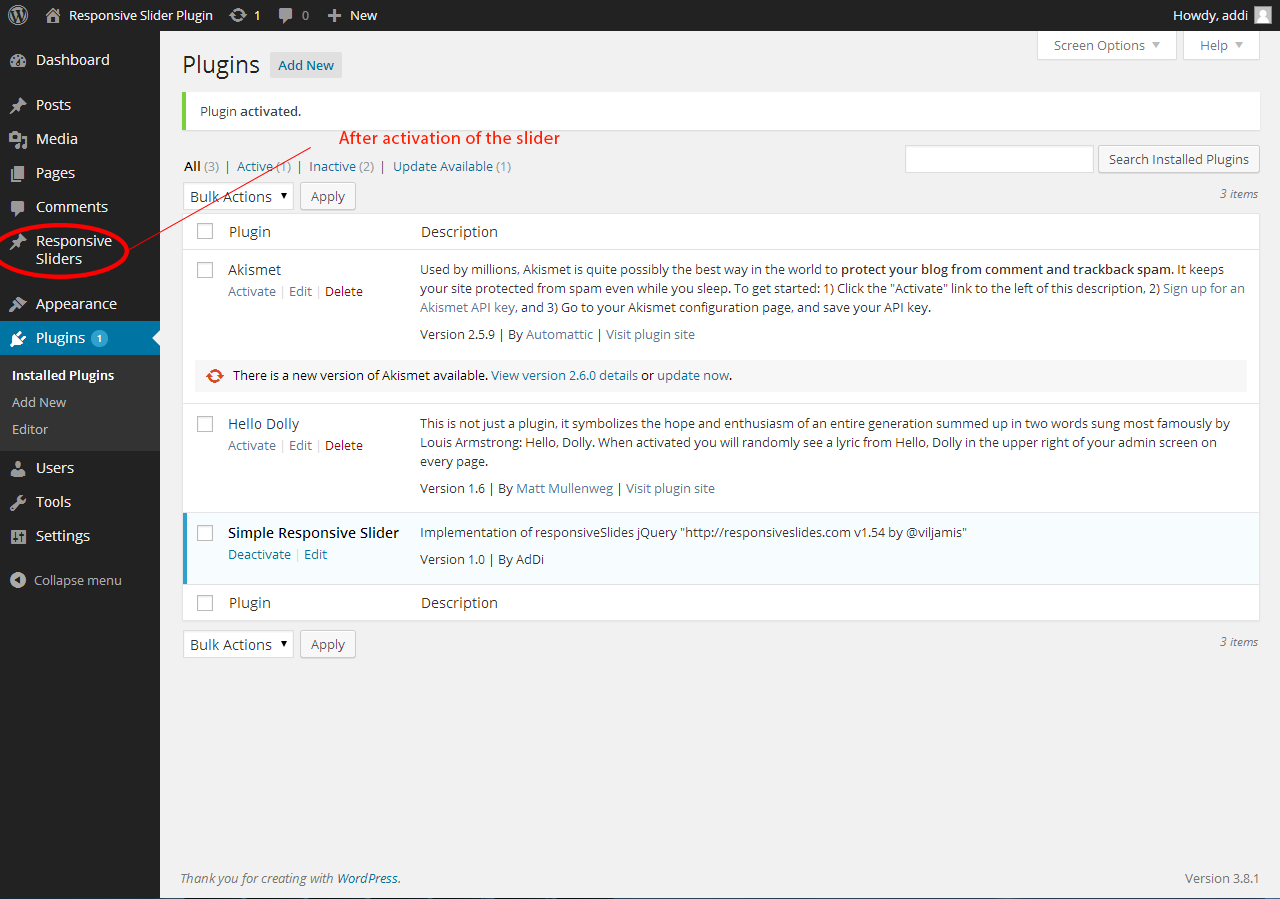 Responsive Slider Plugin 1 0 New Howdy, addi
Dashboard
Posts
Media
Pages
Comments
Responsive
Sliders
Appearance
Plugins 1
Installed Plugins
Add New
Editor
Users
Tools
Settings
Collapse menu
Screen Options Help
Plugins Add New
Plugin activated.
After activation of the slider
All (3) | Active (1) | Inactive (2) | Update Available (1)
Search Installed Plugins
Bulk Actions Apply
3 items
Plugin Description
Akismet
Activate | Edit | Delete
Used by millions, Akismet is quite possibly the best way in the world to protect your blog from comment and trackback spam. It keeps
your site protected from spam even while you sleep. To get started: 1) Click the "Activate" link to the left of this description, 2) Sign up for an
Akismet API key, and 3) Go to your Akismet configuration page, and save your API key.
Version 2.5.9 | By Automattic | Visit plugin site
There is a new version of Akismet available. View version 2.6.0 details or update now.
Hello Dolly
Activate | Edit | Delete
This is not just a plugin, it symbolizes the hope and enthusiasm of an entire generation summed up in two words sung most famously by
Louis Armstrong: Hello, Dolly. When activated you will randomly see a lyric from Hello, Dolly in the upper right of your admin screen on
every page.
Version 1.6 | By Matt Mullenweg | Visit plugin site
Simple Responsive Slider
Deactivate | Edit
Implementation of responsiveSlides jQuery "http://responsiveslides.com v1.54 by @viljamis"
Version 1.0 | By AdDi
Plugin Description
Bulk Actions Apply
3 items
Thank you for creating with WordPress.
Version 3.8.1